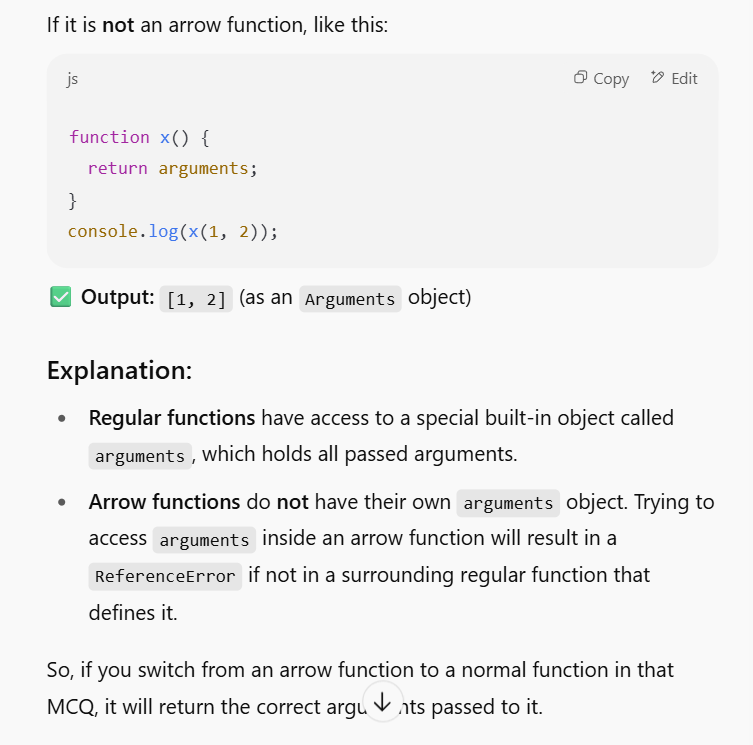 If it is not an arrow function, like this:
js
Copy
Edit
function x() {
  return arguments;
}
console.log(x(1, 2));
✅ Output: [1, 2] (as an Arguments object)
Explanation:
• Regular functions have access to a special built-in object called
arguments, which holds all passed arguments.
• Arrow functions do not have their own arguments object. Trying to
access arguments inside an arrow function will result in a
ReferenceError if not in a surrounding regular function that
defines it.
So, if you switch from an arrow function to a normal function in that
MCQ, it will return the correct argu nts passed to it.